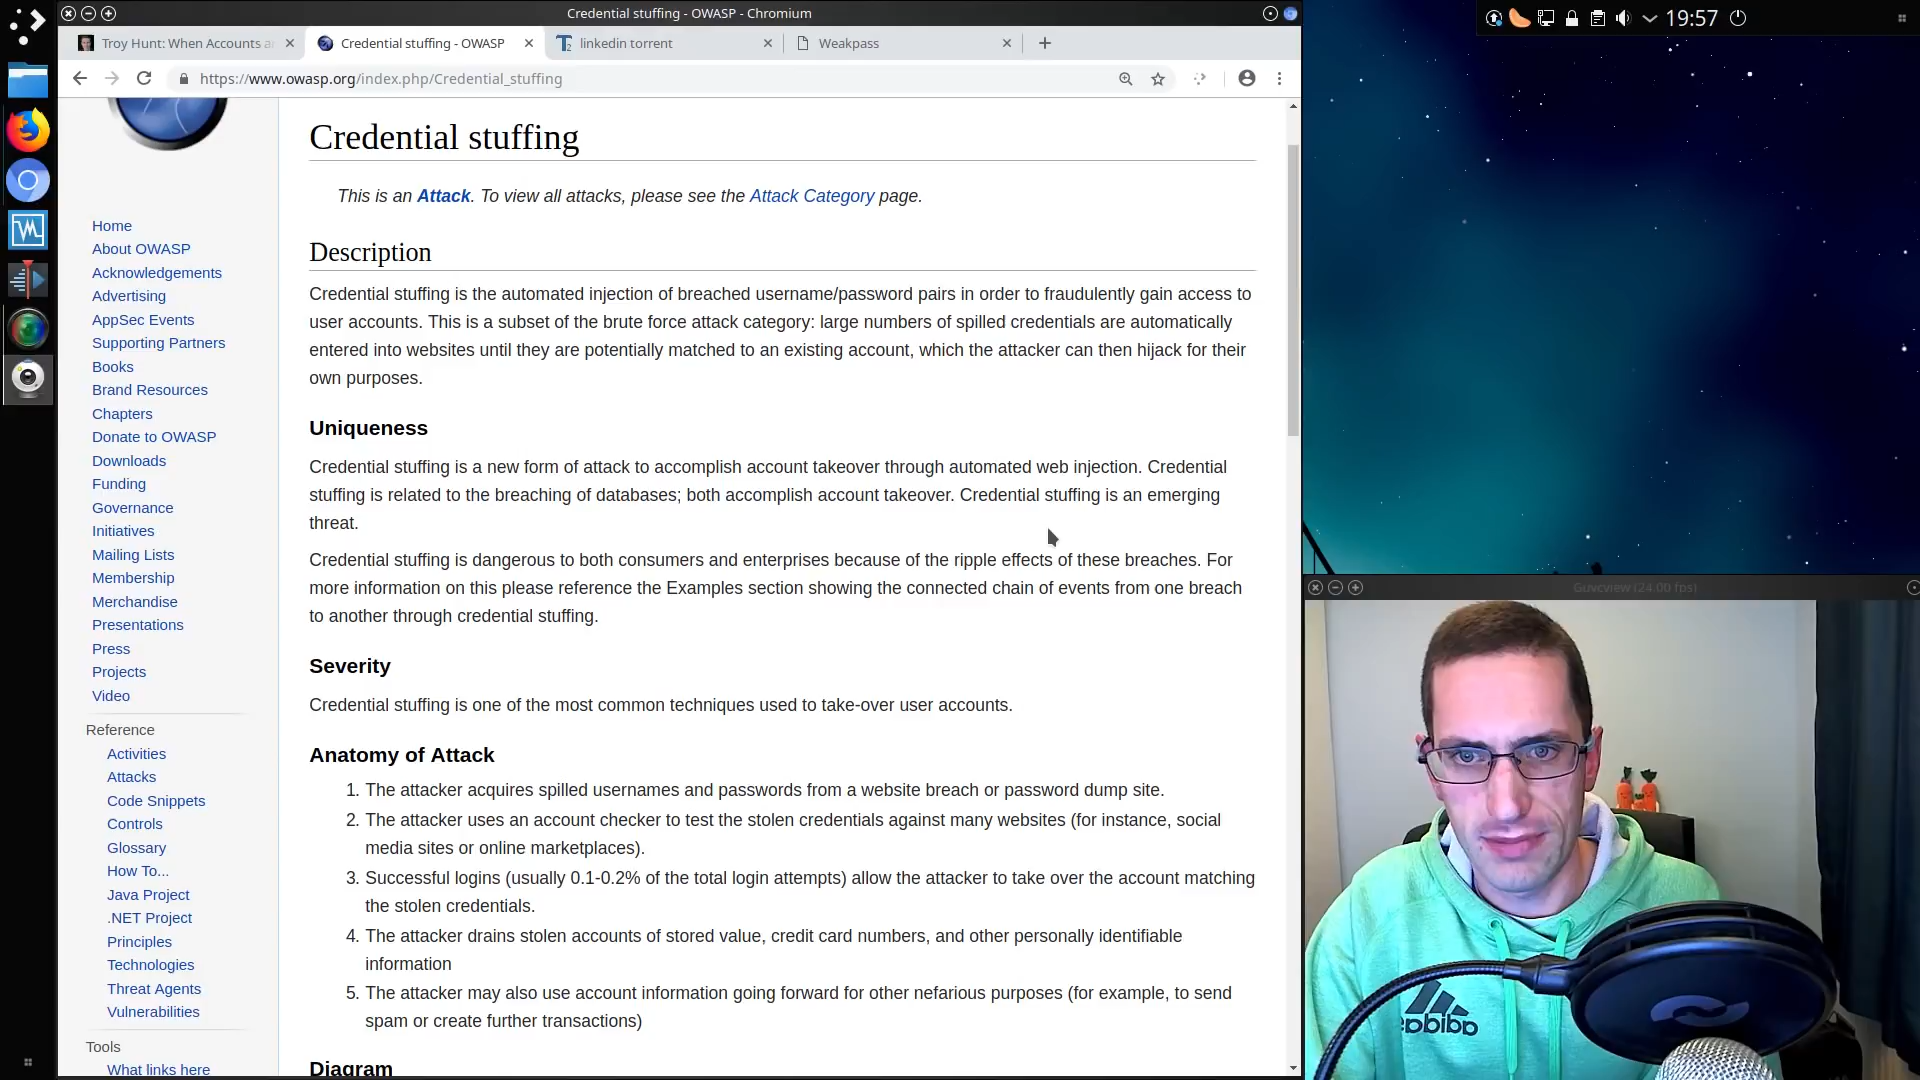 Credential stuffing - OWASP - Chromium
19:57
Troy Hunt: When Accounts a
Credential stuffing - OWASP
linkedin torrent
Weakpass
https://www.owasp.org/index.php/Credential_stuffing
Credential stuffing
This is an Attack. To view all attacks, please see the Attack Category page.
Description
Credential stuffing is the automated injection of breached username/password pairs in order to fraudulently gain access to
user accounts. This is a subset of the brute force attack category: large numbers of spilled credentials are automatically
entered into websites until they are potentially matched to an existing account, which the attacker can then hijack for their
own purposes.
Uniqueness
Credential stuffing is a new form of attack to accomplish account takeover through automated web injection. Credential
stuffing is related to the breaching of databases; both accomplish account takeover. Credential stuffing is an emerging
threat.
Credential stuffing is dangerous to both consumers and enterprises because of the ripple effects of these breaches. For
more information on this please reference the Examples section showing the connected chain of events from one breach
to another through credential stuffing.
Severity
Credential stuffing is one of the most common techniques used to take-over user accounts.
Anatomy of Attack
1. The attacker acquires spilled usernames and passwords from a website breach or password dump site.
2. The attacker uses an account checker to test the stolen credentials against many websites (for instance, social
media sites or online marketplaces).
3. Successful logins (usually 0.1-0.2% of the total login attempts) allow the attacker to take over the account matching
the stolen credentials.
4. The attacker drains stolen accounts of stored value, credit card numbers, and other personally identifiable
information
5. The attacker may also use account information going forward for other nefarious purposes (for example, to send
spam or create further transactions)
Diagram
Home
About OWASP
Acknowledgements
Advertising
AppSec Events
Supporting Partners
Books
Brand Resources
Chapters
Donate to OWASP
Downloads
Funding
Governance
Initiatives
Mailing Lists
Membership
Merchandise
Presentations
Press
Projects
Video
Reference
Activities
Attacks
Code Snippets
Controls
Glossary
How To...
Java Project
.NET Project
Principles
Technologies
Threat Agents
Vulnerabilities
Tools
What links here
Guvcview (24.00 fps)
adidas